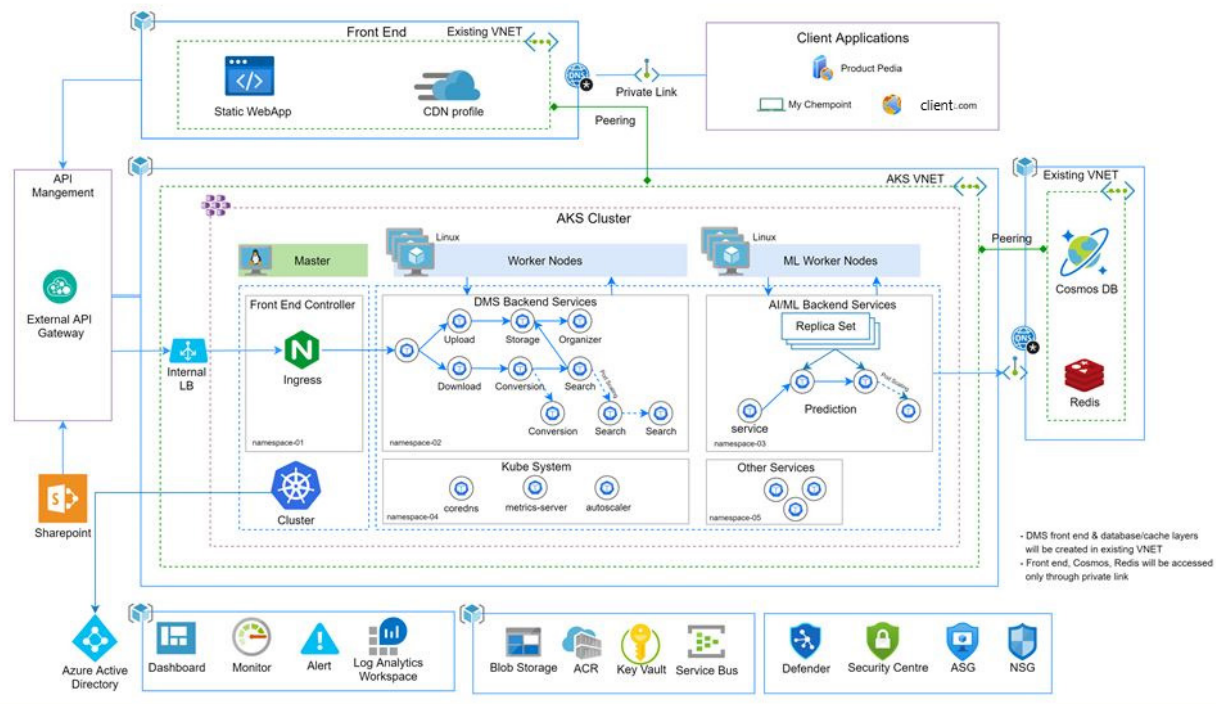 Front End
Existing VNET
Static WebApp
CDN profile
DNS
Private Link
Peering
Client Applications
Product Pedia
My Chempoint
client.com
API
Mangement
External API
Gateway
Sharepoint
Azure Active
Directory
Internal
LB
AKS VNET
AKS Cluster
Master
Linux
Worker Nodes
Linux
ML Worker Nodes
Front End Controller
Ingress
namespace-01
Cluster
DMS Backend Services
Upload
Storage
Organizer
Download
Conversion
Search
Pod Scaling
Conversion
Search
Search
namespace-02
AI/ML Backend Services
Replica Set
Pod Scaling
Prediction
service
namespace-03
Kube System
coredns
metrics-server
autoscaler
namespace-04
Other Services
namespace-05
Peering
Existing VNET
Cosmos DB
DNS
Redis
- DMS front end & database/cache layers
will be created in existing VNET
- Front end, Cosmos, Redis will be accessed
only through private link
Dashboard
Monitor
Alert
Log Analytics
Workspace
Blob Storage
ACR
Key Vault
Service Bus
Defender
Security Centre
ASG
NSG